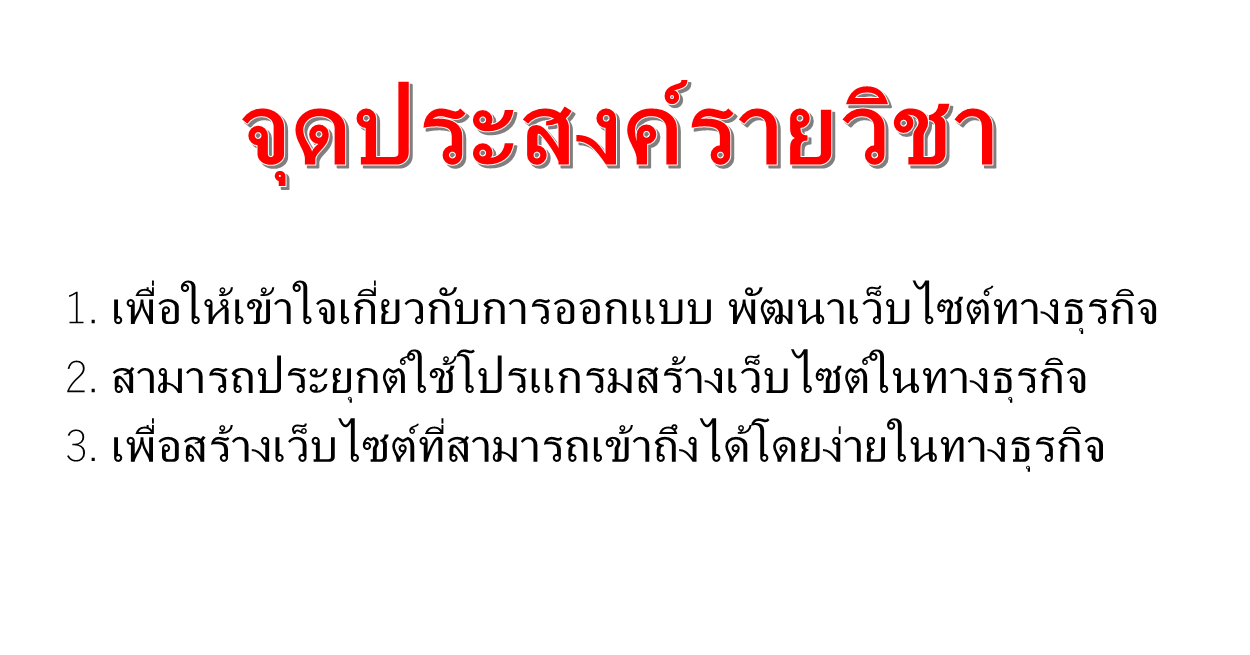 จุดประสงค์รายวิชา
1. เพื่อให้เข้าใจเกี่ยวกับการออกแบบ พัฒนาเว็บไซต์ทางธุรกิจ
2. สามารถประยุกต์ใช้โปรแกรมสร้างเว็บไซต์ในทางธุรกิจ
3. เพื่อสร้างเว็บไซต์ที่สามารถเข้าถึงได้โดยง่ายในทางธุรกิจ